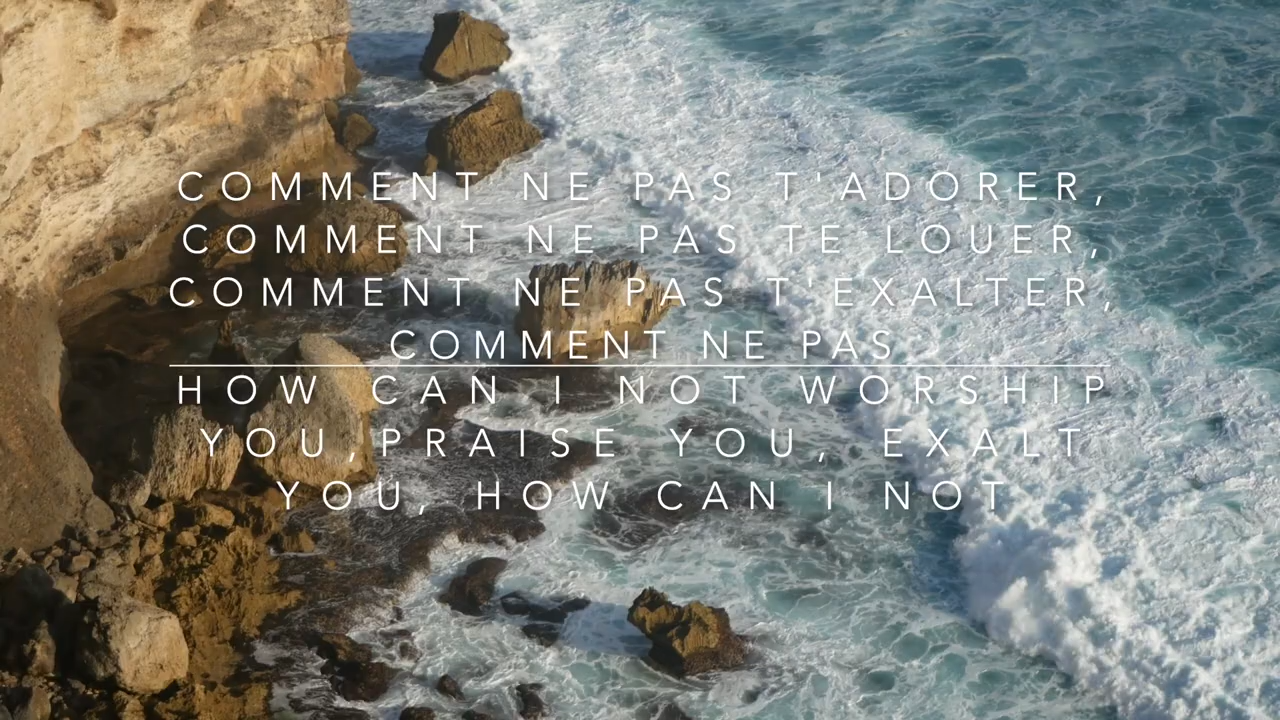 COMMENT NE PAS T'ADORER,
COMMENT NE PAS TE LOUER,
COMMENT NE PAS T'EXALTER,
COMMENT NE PAS
HOW CAN I NOT WORSHIP
YOU,PRAISE YOU, EXALT
YOU, HOW CAN I NOT